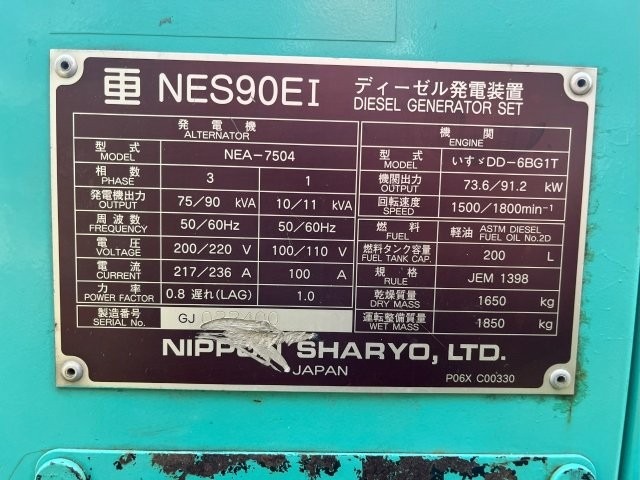 NES90EI ディーゼル発電装置
DIESEL GENERATOR SET
発電機
ALTERNATOR
型式 MODEL NEA-7504
相数 PHASE 3 1
発電機出力 OUTPUT 75/90 kVA 10/11 kVA
周波数 FREQUENCY 50/60Hz 50/60Hz
電圧 VOLTAGE 200/220 V 100/110 V
電流 CURRENT 217/236 A 100 A
力率 POWER FACTOR 0.8 遅れ(LAG) 1.0
製造番号 SERIAL No. GJ
機関
ENGINE
型式 MODEL いすゞDD-6BG1T
機関出力 OUTPUT 73.6/91.2 kW
回転速度 SPEED 1500/1800min-1
燃料 FUEL 軽油 ASTM DIESEL FUEL OIL No.2D
燃料タンク容量 FUEL TANK CAP. 200 L
規格 RULE JEM 1398
乾燥質量 DRY MASS 1650 kg
運転整備質量 WET MASS 1850 kg
NIPPON SHARYO, LTD.
JAPAN
P06X C00330